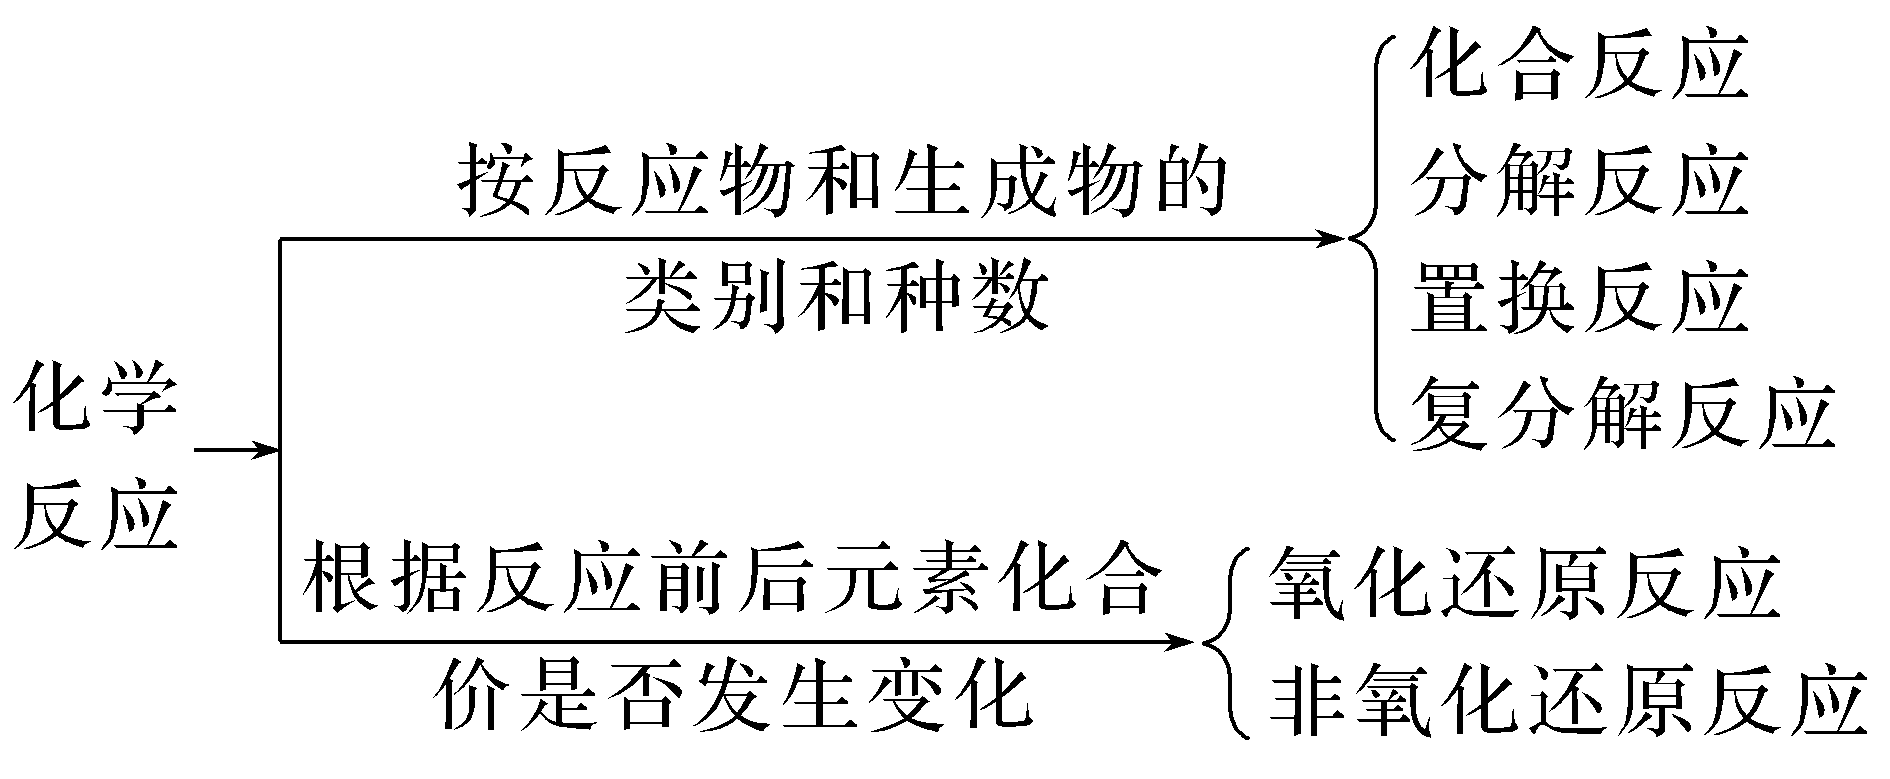 化学
反应
按反应物和生成物的
类别和种数
化合反应
分解反应
置换反应
复分解反应
根据反应前后元素化合
价是否发生变化
氧化还原反应
非氧化还原反应